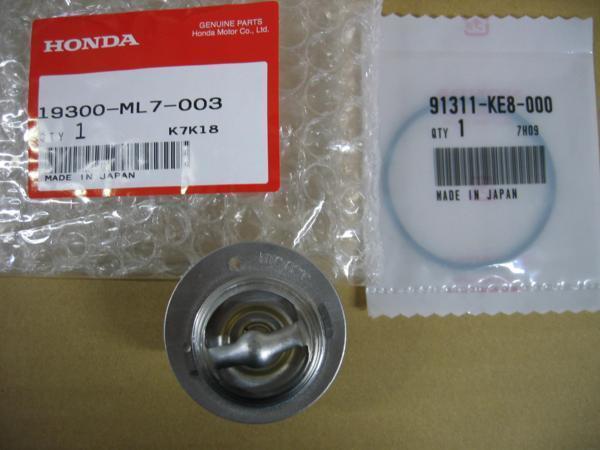 HONDA
GENUINE PARTS
Honda Motor Co., Ltd.
19300-ML7-003
QTY 1 K7K18
MADE IN JAPAN
91311-KE8-000
QTY 1 7H09
MADE IN JAPAN